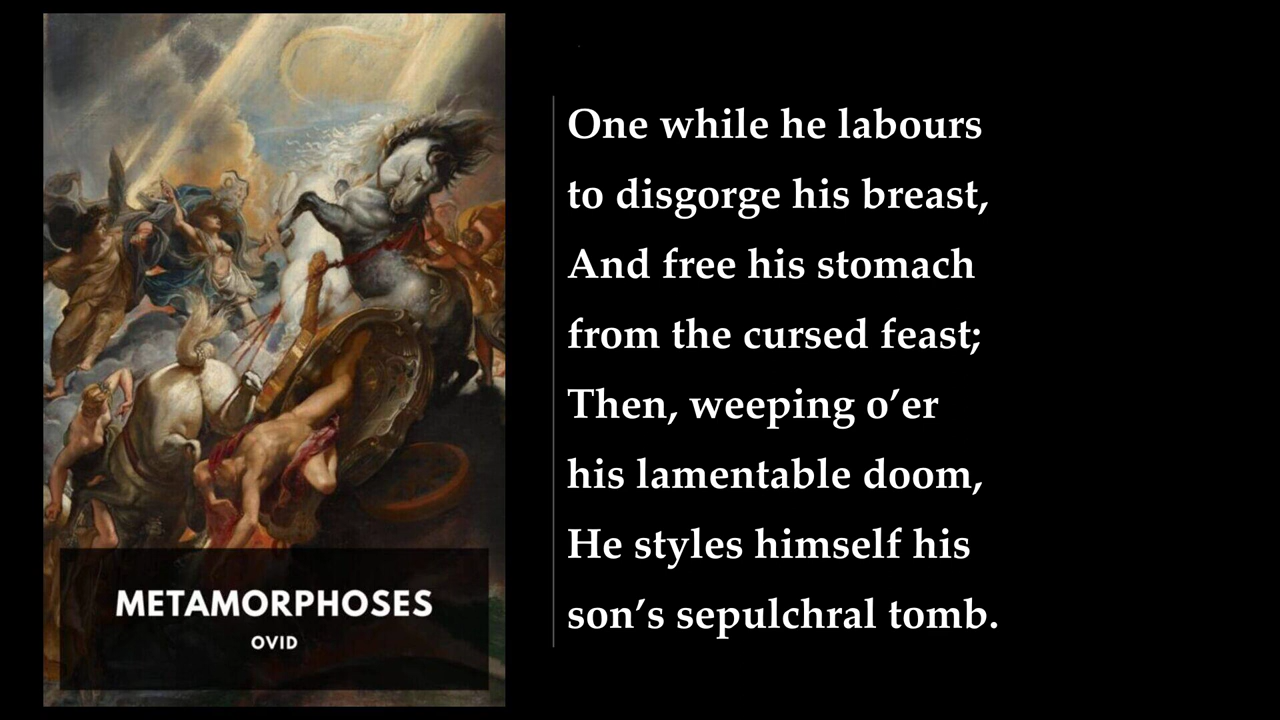 METAMORPHOSES
OVID
One while he labours
to disgorge his breast,
And free his stomach
from the cursed feast;
Then, weeping o’er
his lamentable doom,
He styles himself his
son’s sepulchral tomb.